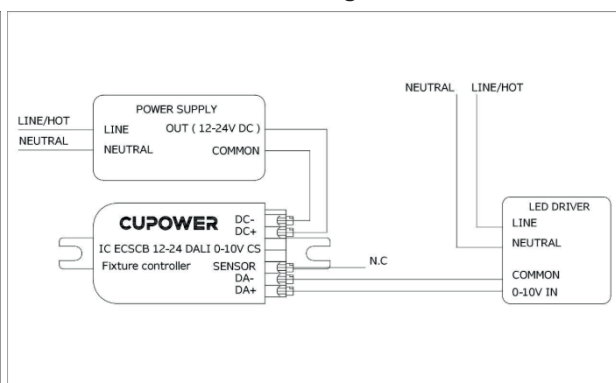 NEUTRAL LINE/HOT
POWER SUPPLY
LINE/HOT
LINE OUT ( 12-24V DC )
NEUTRAL
NEUTRAL COMMON
LED DRIVER
LINE
NEUTRAL
COMMON
0-10V IN
CUPOWER
DC-
DC+
IC ECSCB 12-24 DALI 0-10V CS
Fixture controller
SENSOR
DA-
DA+
N.C